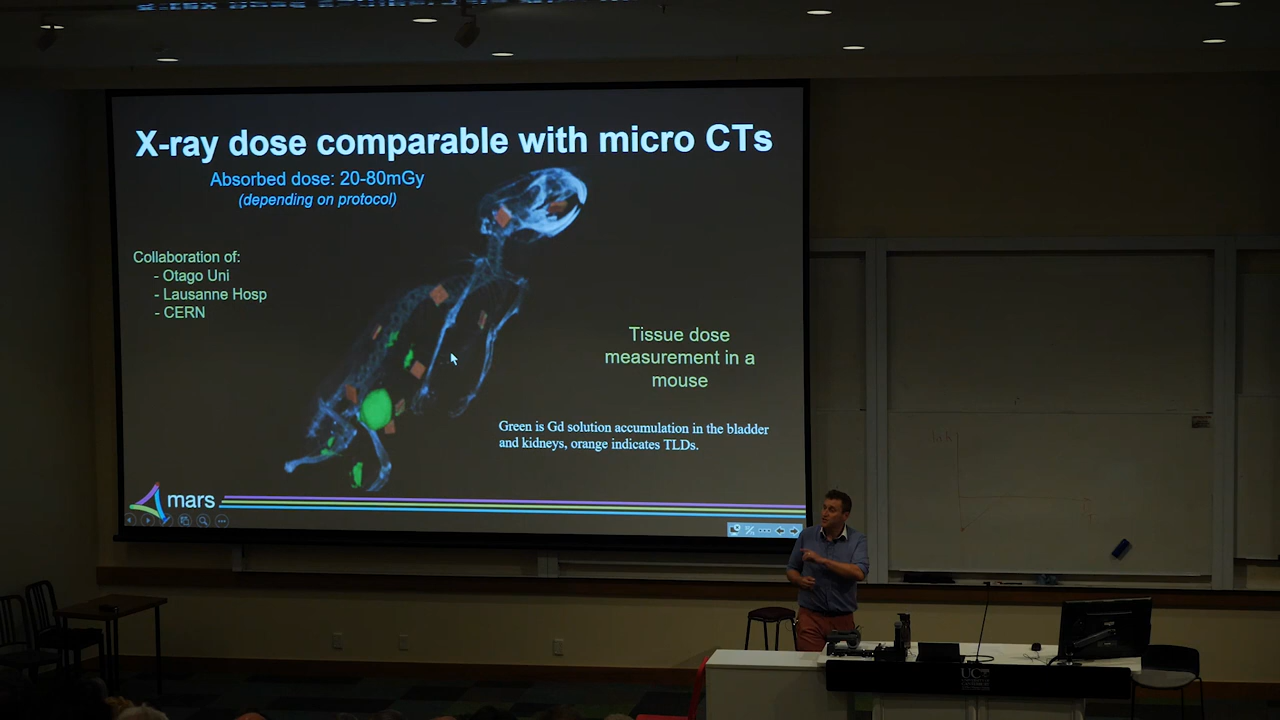 X-ray dose comparable with micro CTs
Absorbed dose: 20-80mGy
(depending on protocol)
Collaboration of:
- Otago Uni
- Lausanne Hosp
- CERN
Tissue dose
measurement in a
mouse
Green is Gd solution accumulation in the bladder
and kidneys, orange indicates TLDs.
mars
UC